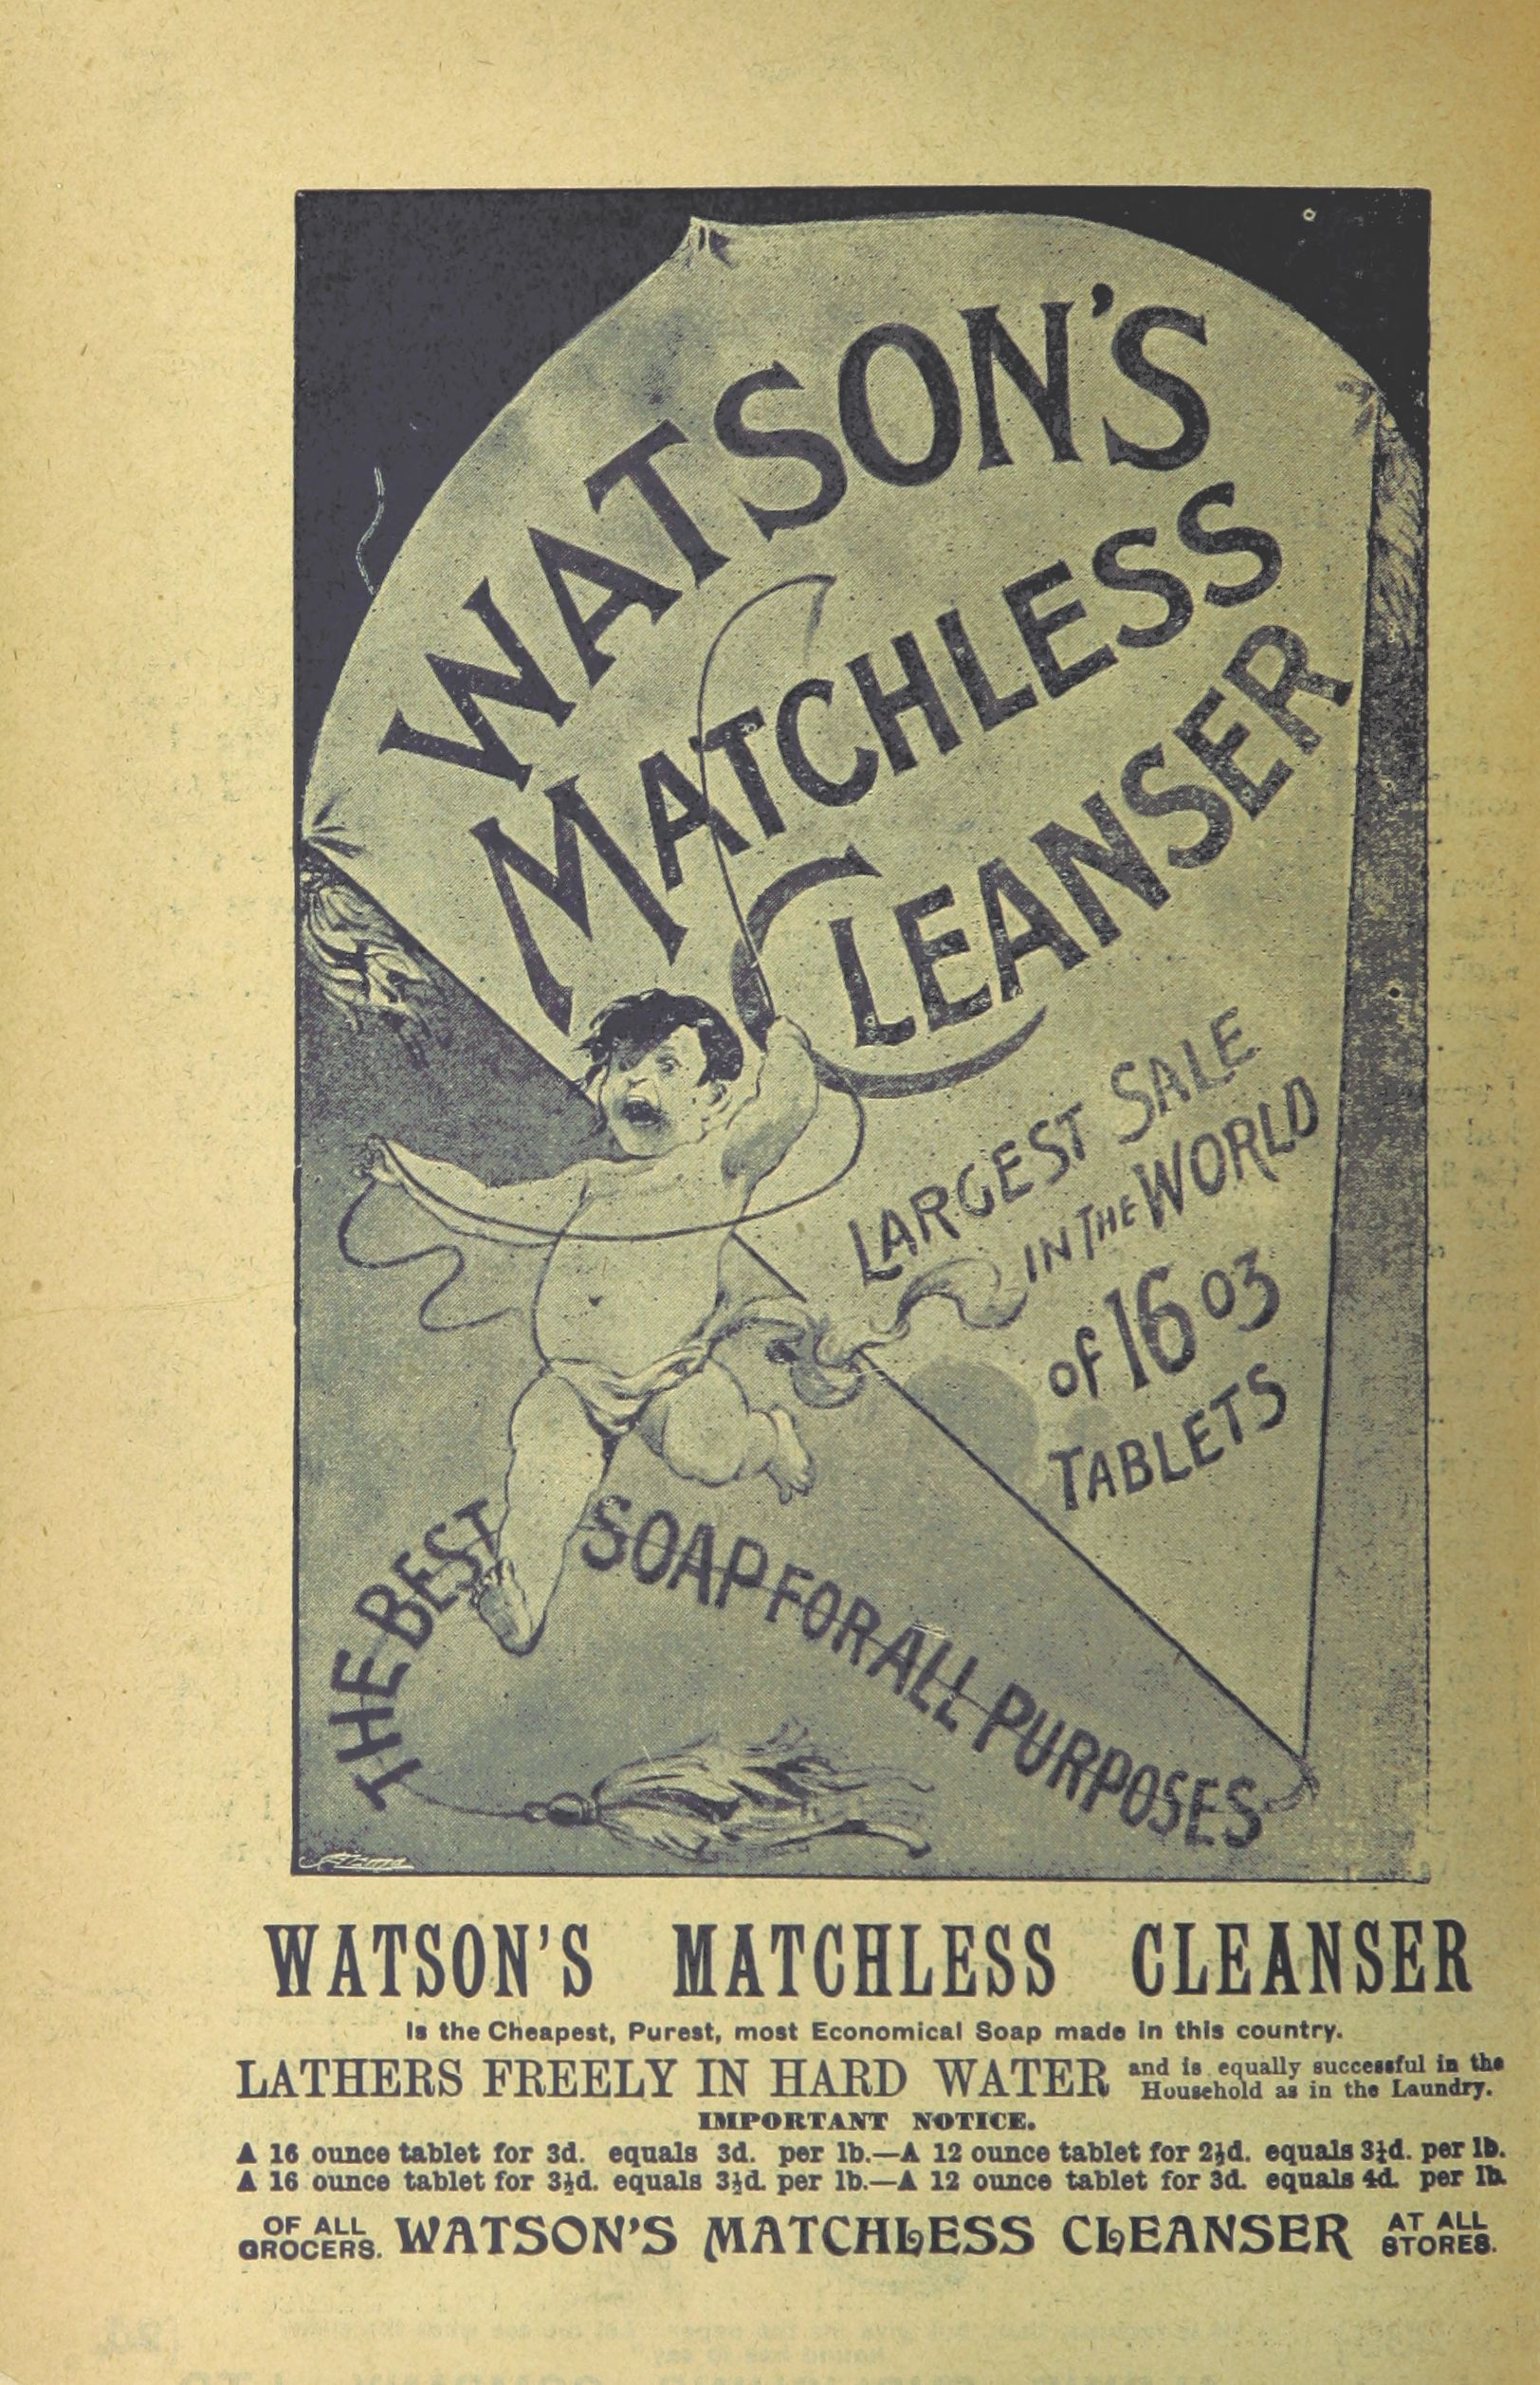 WATSON'S
MATCHLESS
CLEANSER
LARGEST SALE
IN THE WORLD
of 16 oz
TABLETS
THE BEST SOAP FOR ALL PURPOSES
WATSON'S MATCHLESS CLEANSER
Is the Cheapest, Purest, most Economical Soap made in this country.
LATHERS FREELY IN HARD WATER and is equally successful in the
Household as in the Laundry.
IMPORTANT NOTICE.
A 16 ounce tablet for 3d. equals 3d. per lb.—A 12 ounce tablet for 2½d. equals 3¼d. per lb.
A 16 ounce tablet for 3½d. equals 3½d. per lb.—A 12 ounce tablet for 3d. equals 4d. per lb.
OF ALL
GROCERS. WATSON'S MATCHLESS CLEANSER AT ALL
STORES.